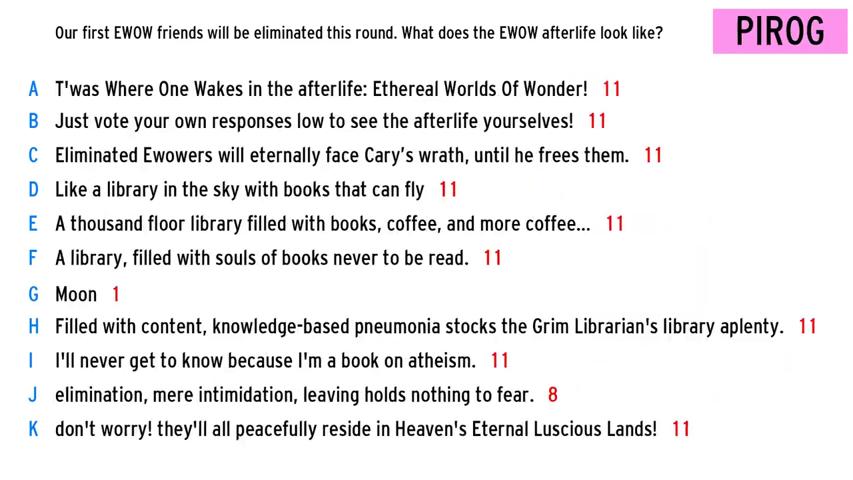 Our first EWOW friends will be eliminated this round. What does the EWOW afterlife look like?
PIROG
A T'was Where One Wakes in the afterlife: Ethereal Worlds Of Wonder! 11
B Just vote your own responses low to see the afterlife yourselves! 11
C Eliminated Ewowers will eternally face Cary’s wrath, until he frees them. 11
D Like a library in the sky with books that can fly 11
E A thousand floor library filled with books, coffee, and more coffee... 11
F A library, filled with souls of books never to be read. 11
G Moon 1
H Filled with content, knowledge-based pneumonia stocks the Grim Librarian's library aplenty. 11
I I'll never get to know because I'm a book on atheism. 11
J elimination, mere intimidation, leaving holds nothing to fear. 8
K don't worry! they'll all peacefully reside in Heaven's Eternal Luscious Lands! 11